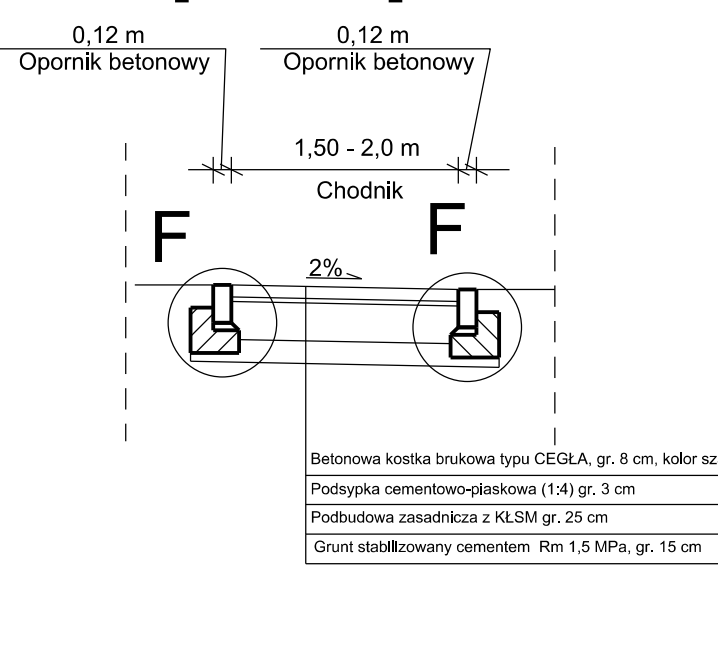 0,12 m
Opornik betonowy
0,12 m
Opornik betonowy
1,50 - 2,0 m
Chodnik
F
F
2%
Betonowa kostka brukowa typu CEGŁA, gr. 8 cm, kolor sz
Podsypka cementowo-piaskowa (1:4) gr. 3 cm
Podbudowa zasadnicza z KŁSM gr. 25 cm
Grunt stabilizowany cementem Rm 1,5 MPa, gr. 15 cm